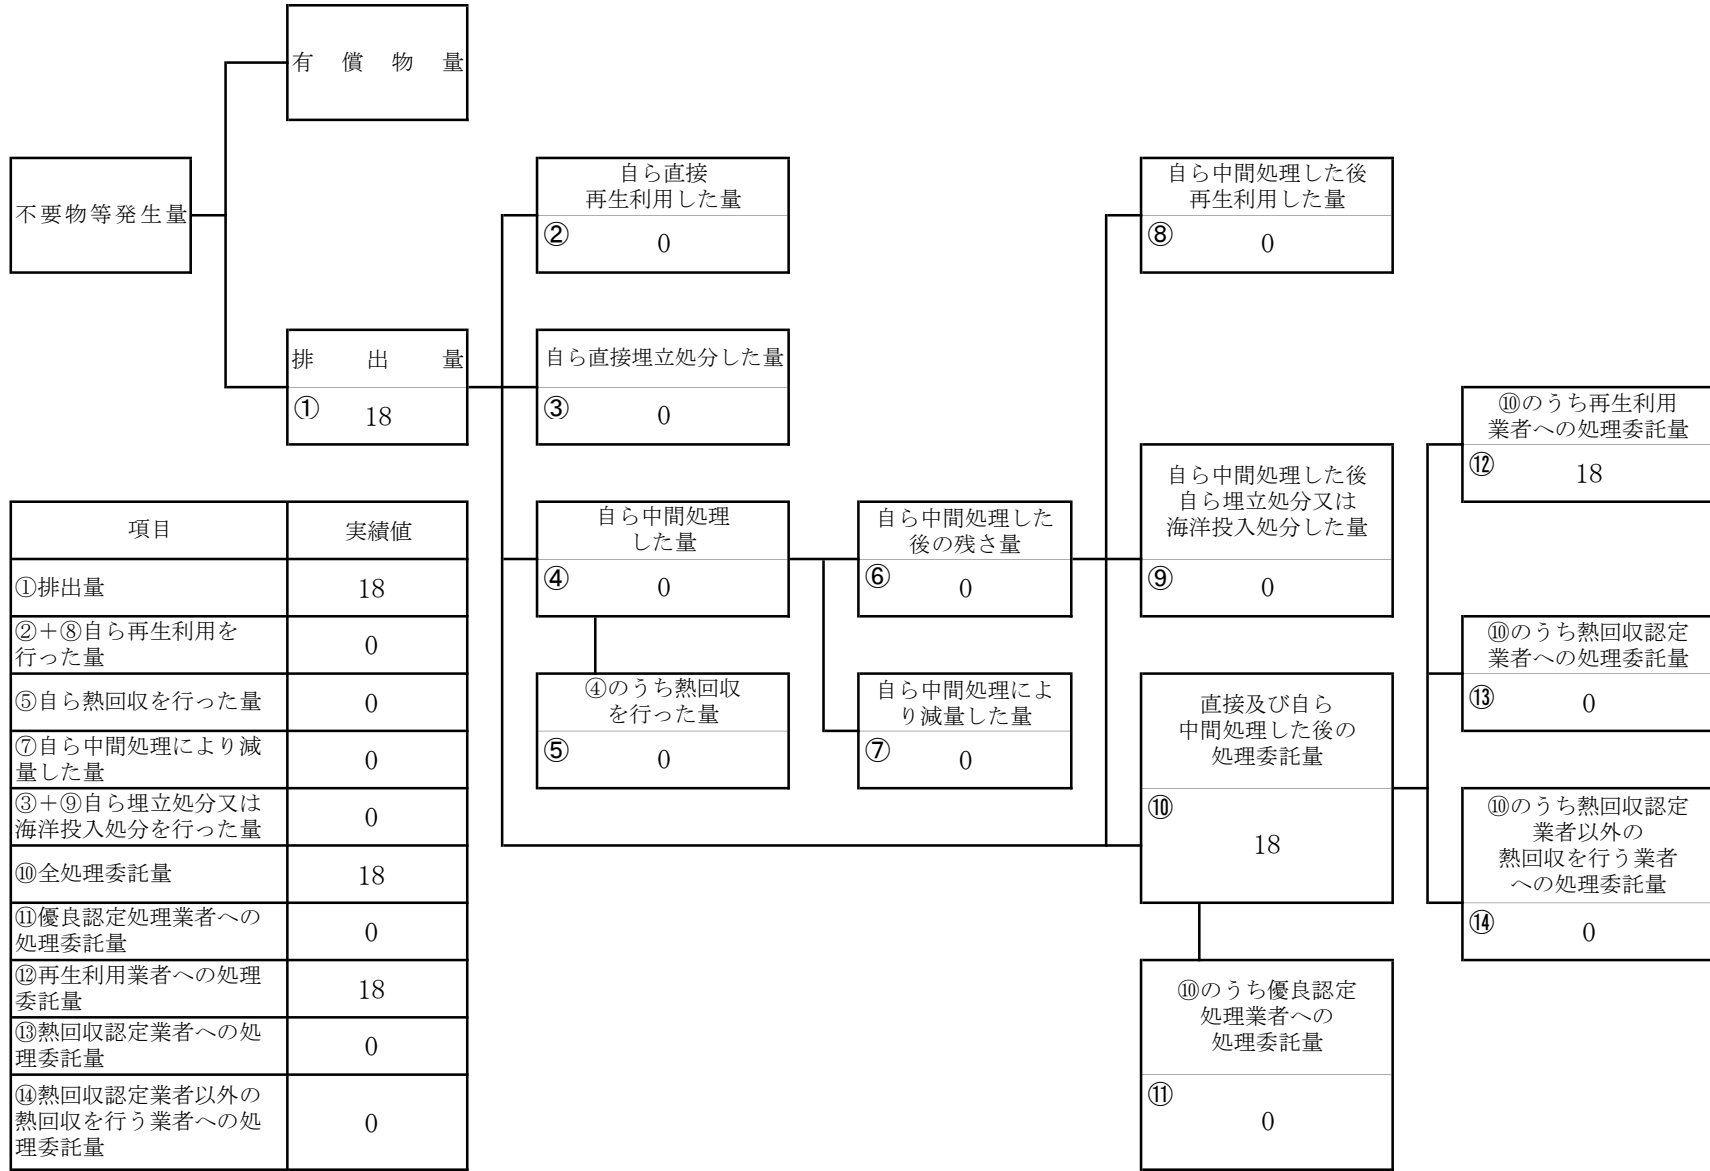 有償物量
不要物等発生量
排出量
①
18
自ら直接
再生利用した量
②
0
自ら直接埋立処分した量
③
0
自ら中間処理
した量
④
0
④のうち熱回収
を行った量
⑤
0
自ら中間処理した
後の残さ量
⑥
0
自ら中間処理によ
り減量した量
⑦
0
自ら中間処理した後
再生利用した量
⑧
0
自ら中間処理した後
自ら埋立処分又は
海洋投入処分した量
⑨
0
直接及び自ら
中間処理した後の
処理委託量
⑩
18
⑩のうち優良認定
処理業者への
処理委託量
⑪
0
⑩のうち再生利用
業者への処理委託量
⑫
18
⑩のうち熱回収認定
業者への処理委託量
⑬
0
⑩のうち熱回収認定
業者以外の
熱回収を行う業者
への処理委託量
⑭
0
項目
実績値
①排出量
18
②＋⑧自ら再生利用を
行った量
0
⑤自ら熱回収を行った量
0
⑦自ら中間処理により減
量した量
0
③＋⑨自ら埋立処分又は
海洋投入処分を行った量
0
⑩全処理委託量
18
⑪優良認定処理業者への
処理委託量
0
⑫再生利用業者への処理
委託量
18
⑬熱回収認定業者への処
理委託量
0
⑭熱回収認定業者以外の
熱回収を行う業者への処
理委託量
0